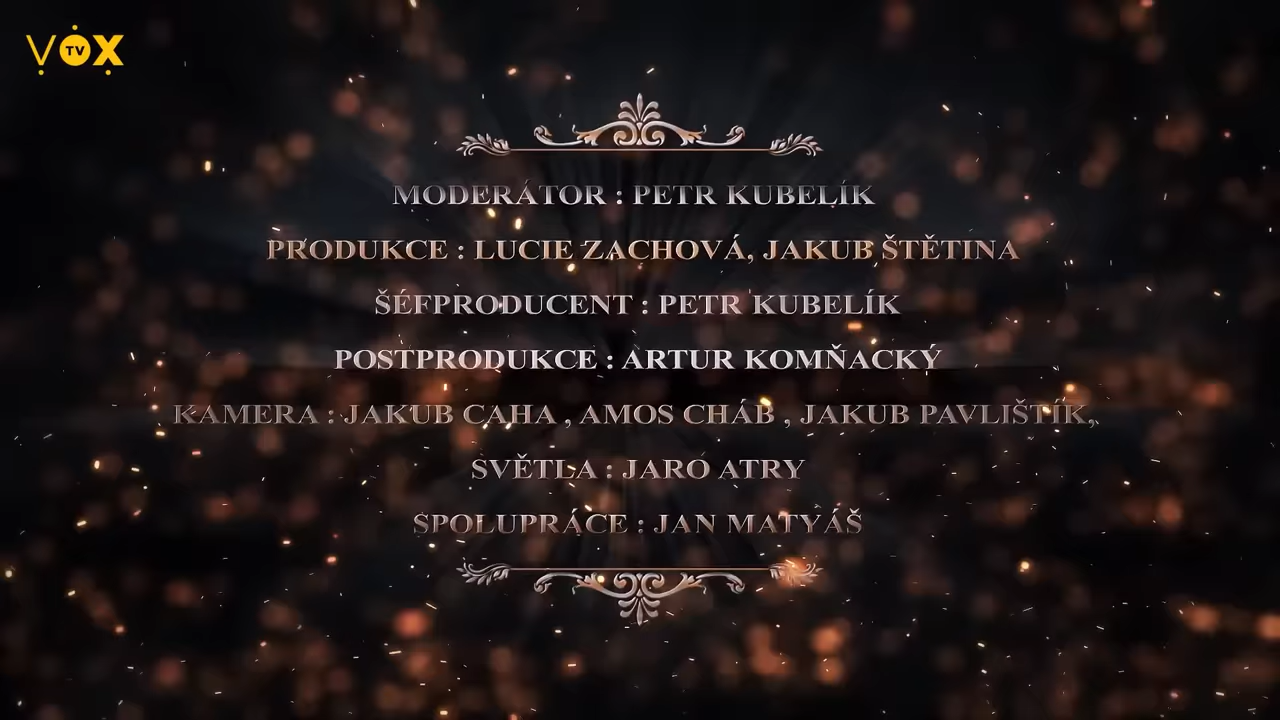 VOX TV
MODERÁTOR : PETR KUBELÍK
PRODUKCE : LUCIE ZACHOVÁ, JAKUB ŠTĚTINA
ŠÉFPRODUCENT : PETR KUBELÍK
POSTPRODUKCE : ARTUR KOMŇACKÝ
KAMERA : JAKUB CAHA , AMOS CHÁB , JAKUB PAVLIŠTÍK,
SVĚTLA : JARO ATRY
SPOLUPRÁCE : JAN MATYÁŠ